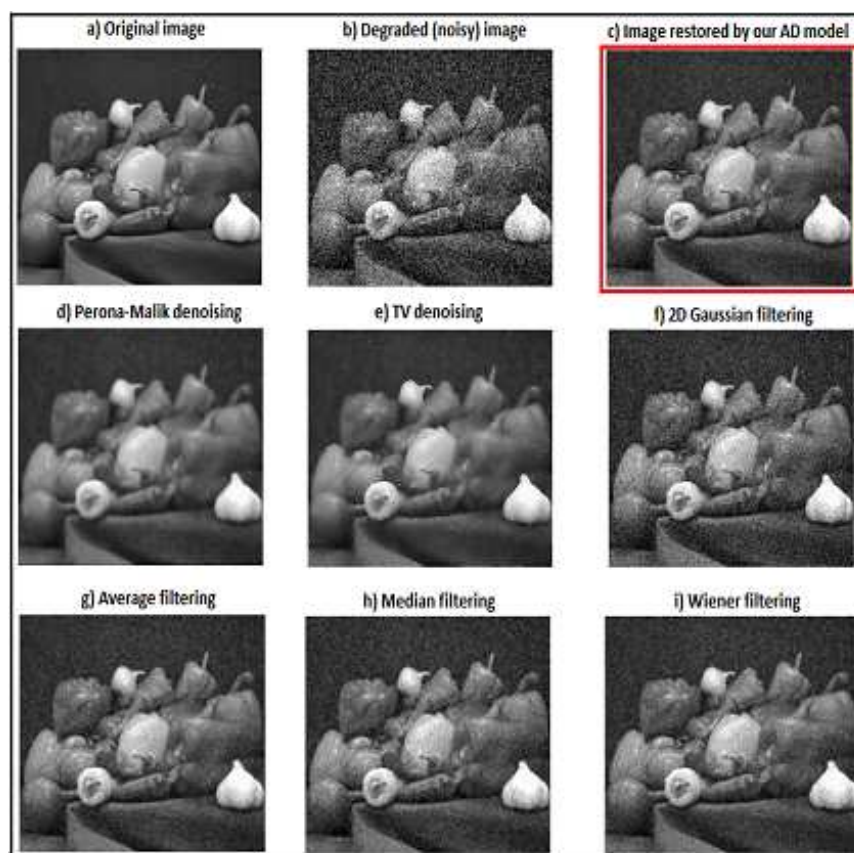 a) Original image
b) Degraded (noisy) image
c) Image restored by our AD model
d) Perona-Malik denoising
e) TV denoising
f) 2D Gaussian filtering
g) Average filtering
h) Median filtering
i) Wiener filtering